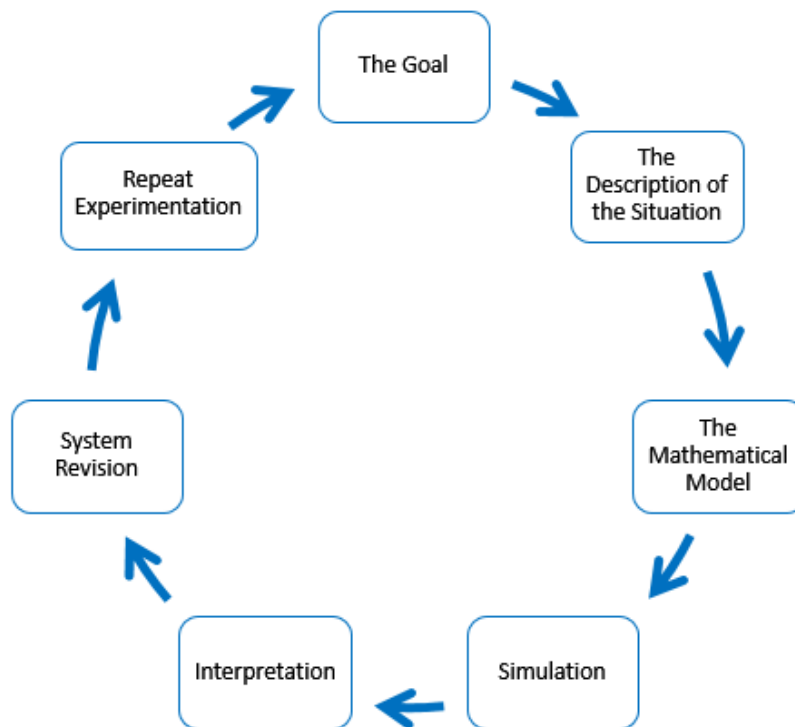 The Goal
The
Description of
the Situation
The
Mathematical
Model
Simulation
Interpretation
System
Revision
Repeat
Experimentation